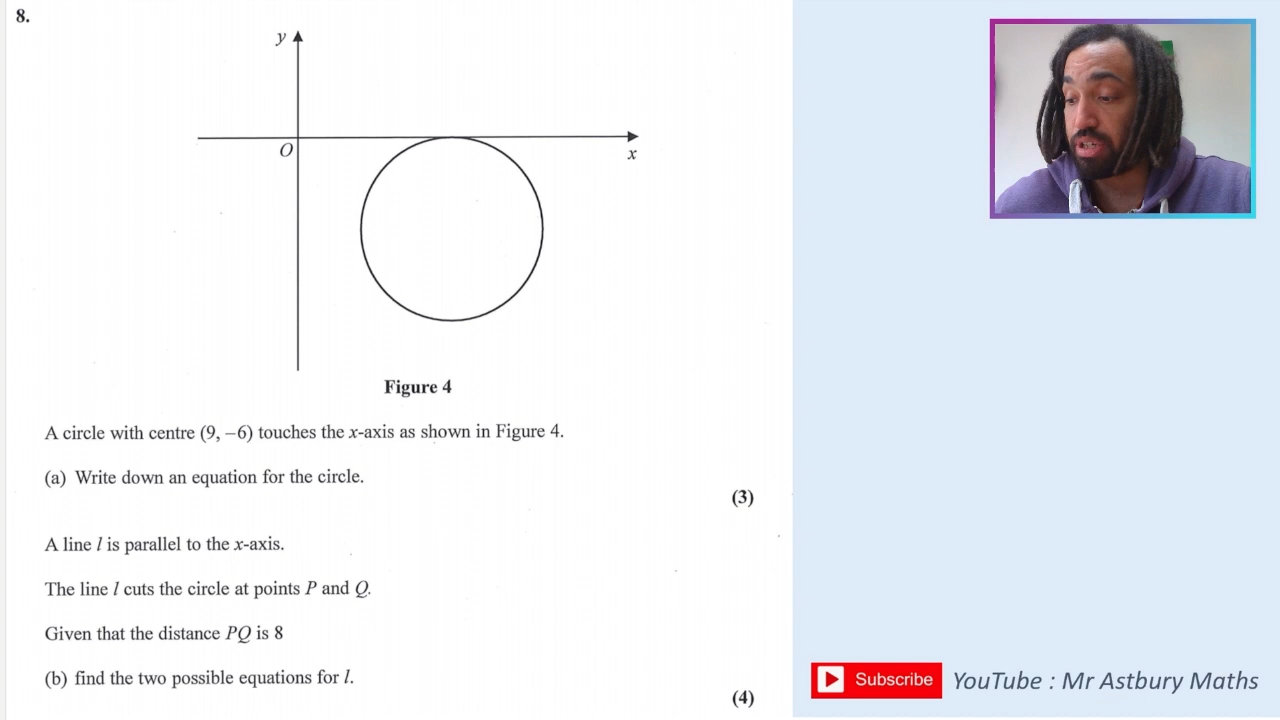 8.
y
O
x
Figure 4
A circle with centre (9, −6) touches the x-axis as shown in Figure 4.
(a) Write down an equation for the circle.
(3)
A line l is parallel to the x-axis.
The line l cuts the circle at points P and Q.
Given that the distance PQ is 8
(b) find the two possible equations for l.
(4)
Subscribe YouTube : Mr Astbury Maths